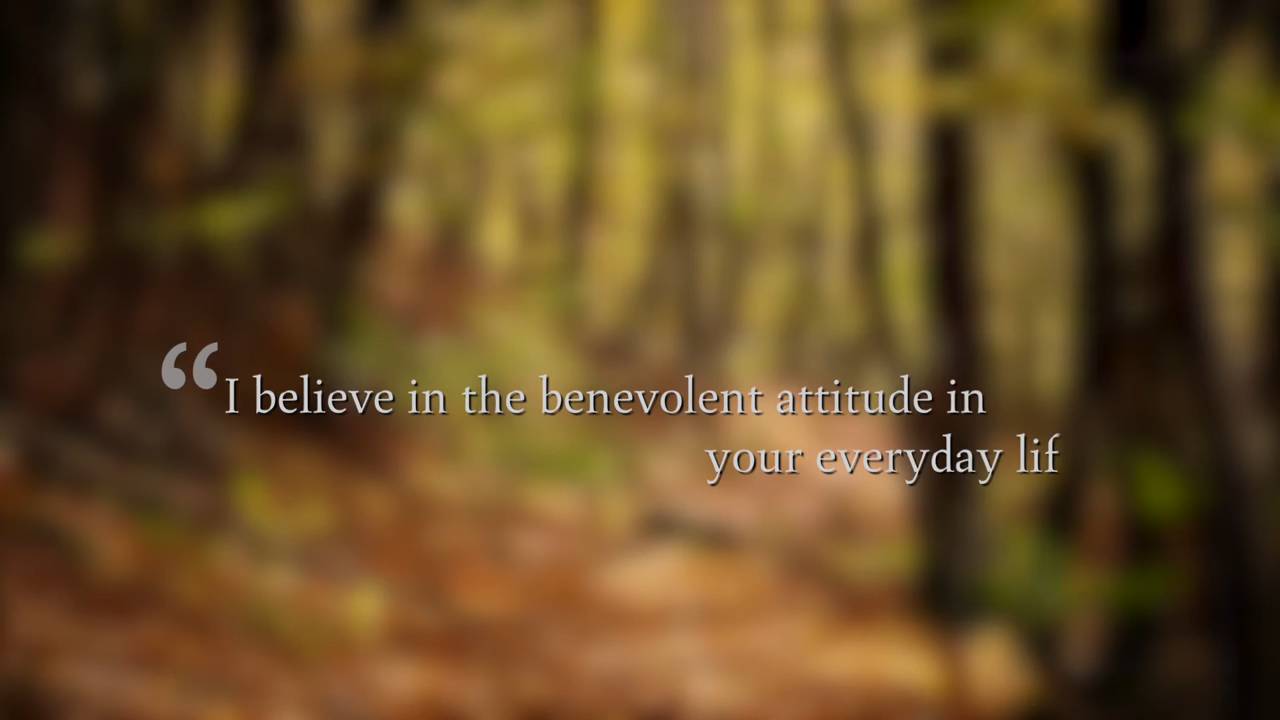 “I believe in the benevolent attitude in
your everyday lif